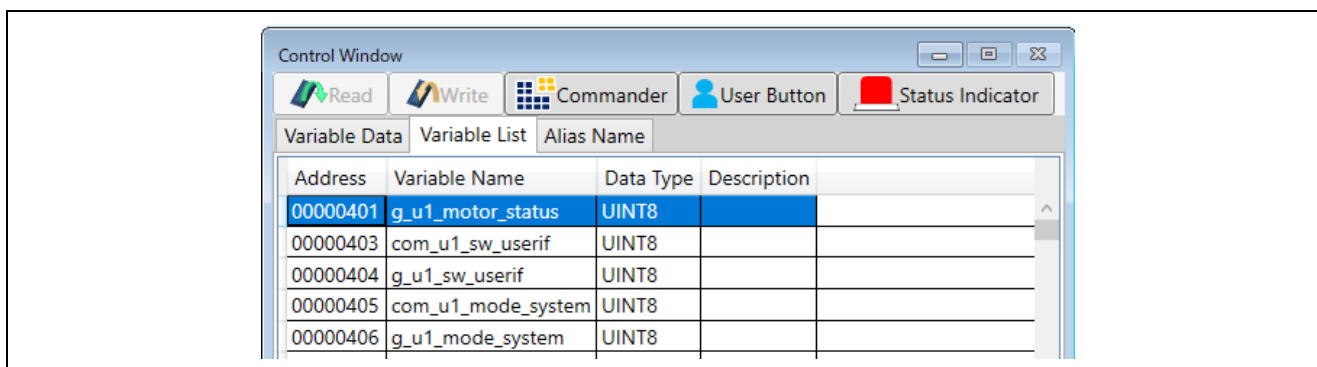 Control Window
Read Write Commander User Button Status Indicator
Variable Data Variable List Alias Name
Address Variable Name Data Type Description
00000401 g_u1_motor_status UINT8
00000403 com_u1_sw_userif UINT8
00000404 g_u1_sw_userif UINT8
00000405 com_u1_mode_system UINT8
00000406 g_u1_mode_system UINT8